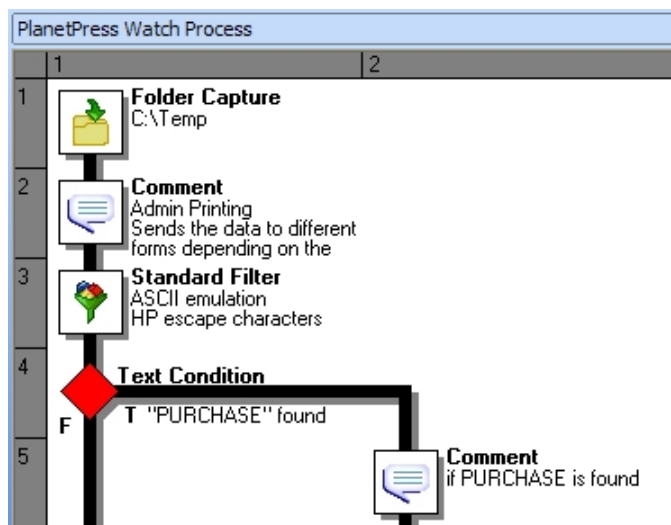 PlanetPress Watch Process
1 2
1
Folder Capture
C:\Temp
2
Comment
Admin Printing
Sends the data to different
forms depending on the
3
Standard Filter
ASCII emulation
HP escape characters
4
Text Condition
F
T "PURCHASE" found
5
Comment
if PURCHASE is found